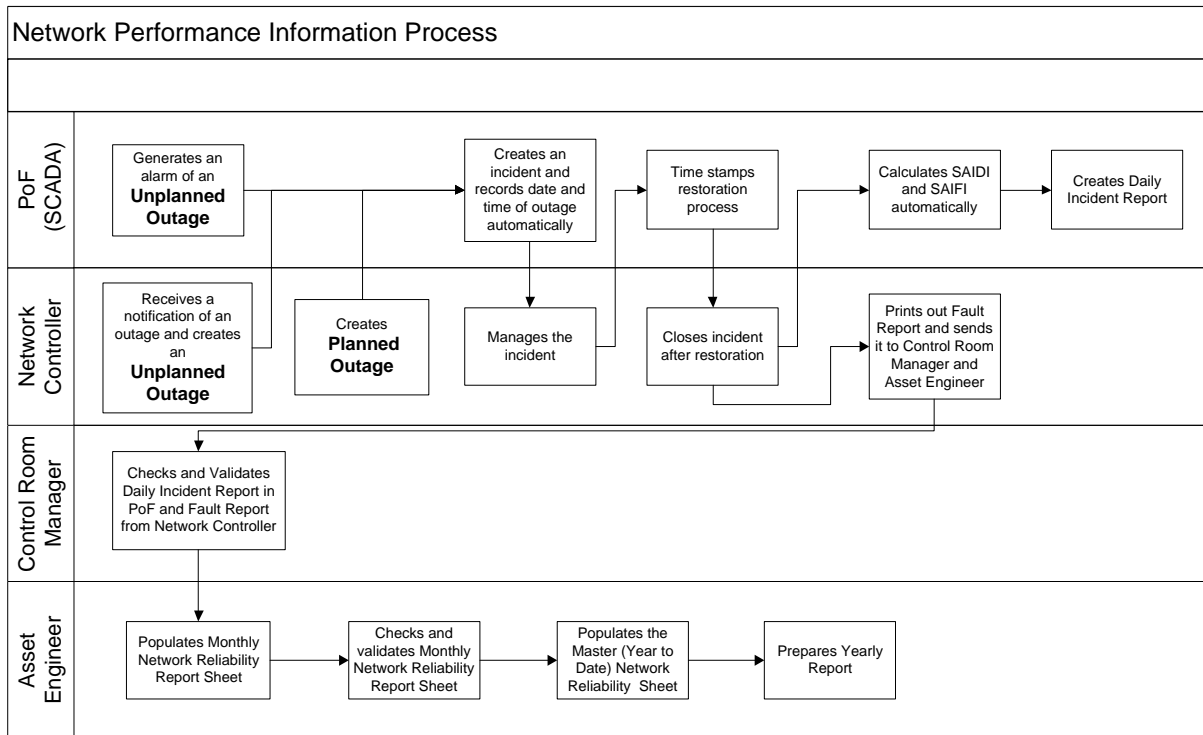 Network Performance Information Process
PoF
(SCADA)
Generates an
alarm of an
Unplanned
Outage
Creates an
incident and
records date and
time of outage
automatically
Time stamps
restoration
process
Calculates SAIDI
and SAIFI
automatically
Creates Daily
Incident Report
Network
Controller
Receives a
notification of an
outage and creates
an
Unplanned
Outage
Creates
Planned
Outage
Manages the
incident
Closes incident
after restoration
Prints out Fault
Report and sends
it to Control Room
Manager and
Asset Engineer
Control Room
Manager
Checks and Validates
Daily Incident Report in
PoF and Fault Report
from Network Controller
Asset
Engineer
Populates Monthly
Network Reliability
Report Sheet
Checks and
validates Monthly
Network Reliability
Report Sheet
Populates the
Master (Year to
Date) Network
Reliability Sheet
Prepares Yearly
Report